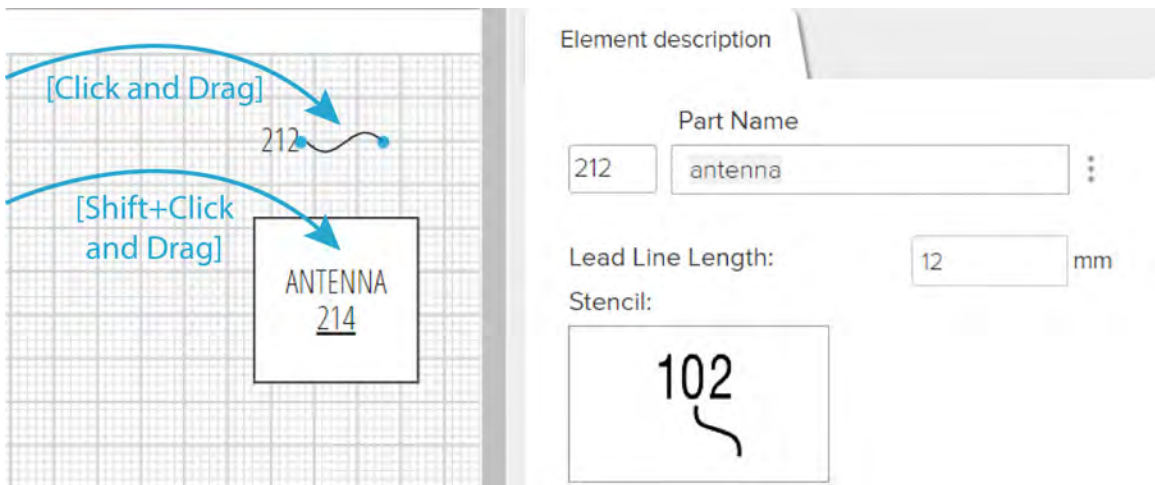 [Click and Drag]
212
[Shift+Click
and Drag]
ANTENNA
214
Element description
Part Name
212 antenna
Lead Line Length: 12 mm
Stencil:
102